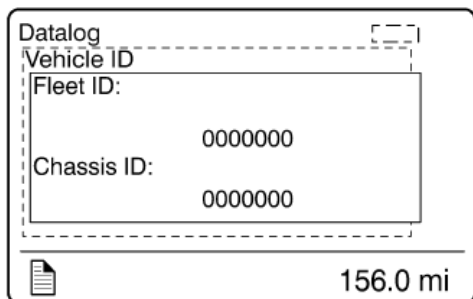 Datalog
Vehicle ID
Fleet ID:
0000000
Chassis ID:
0000000
156.0 mi